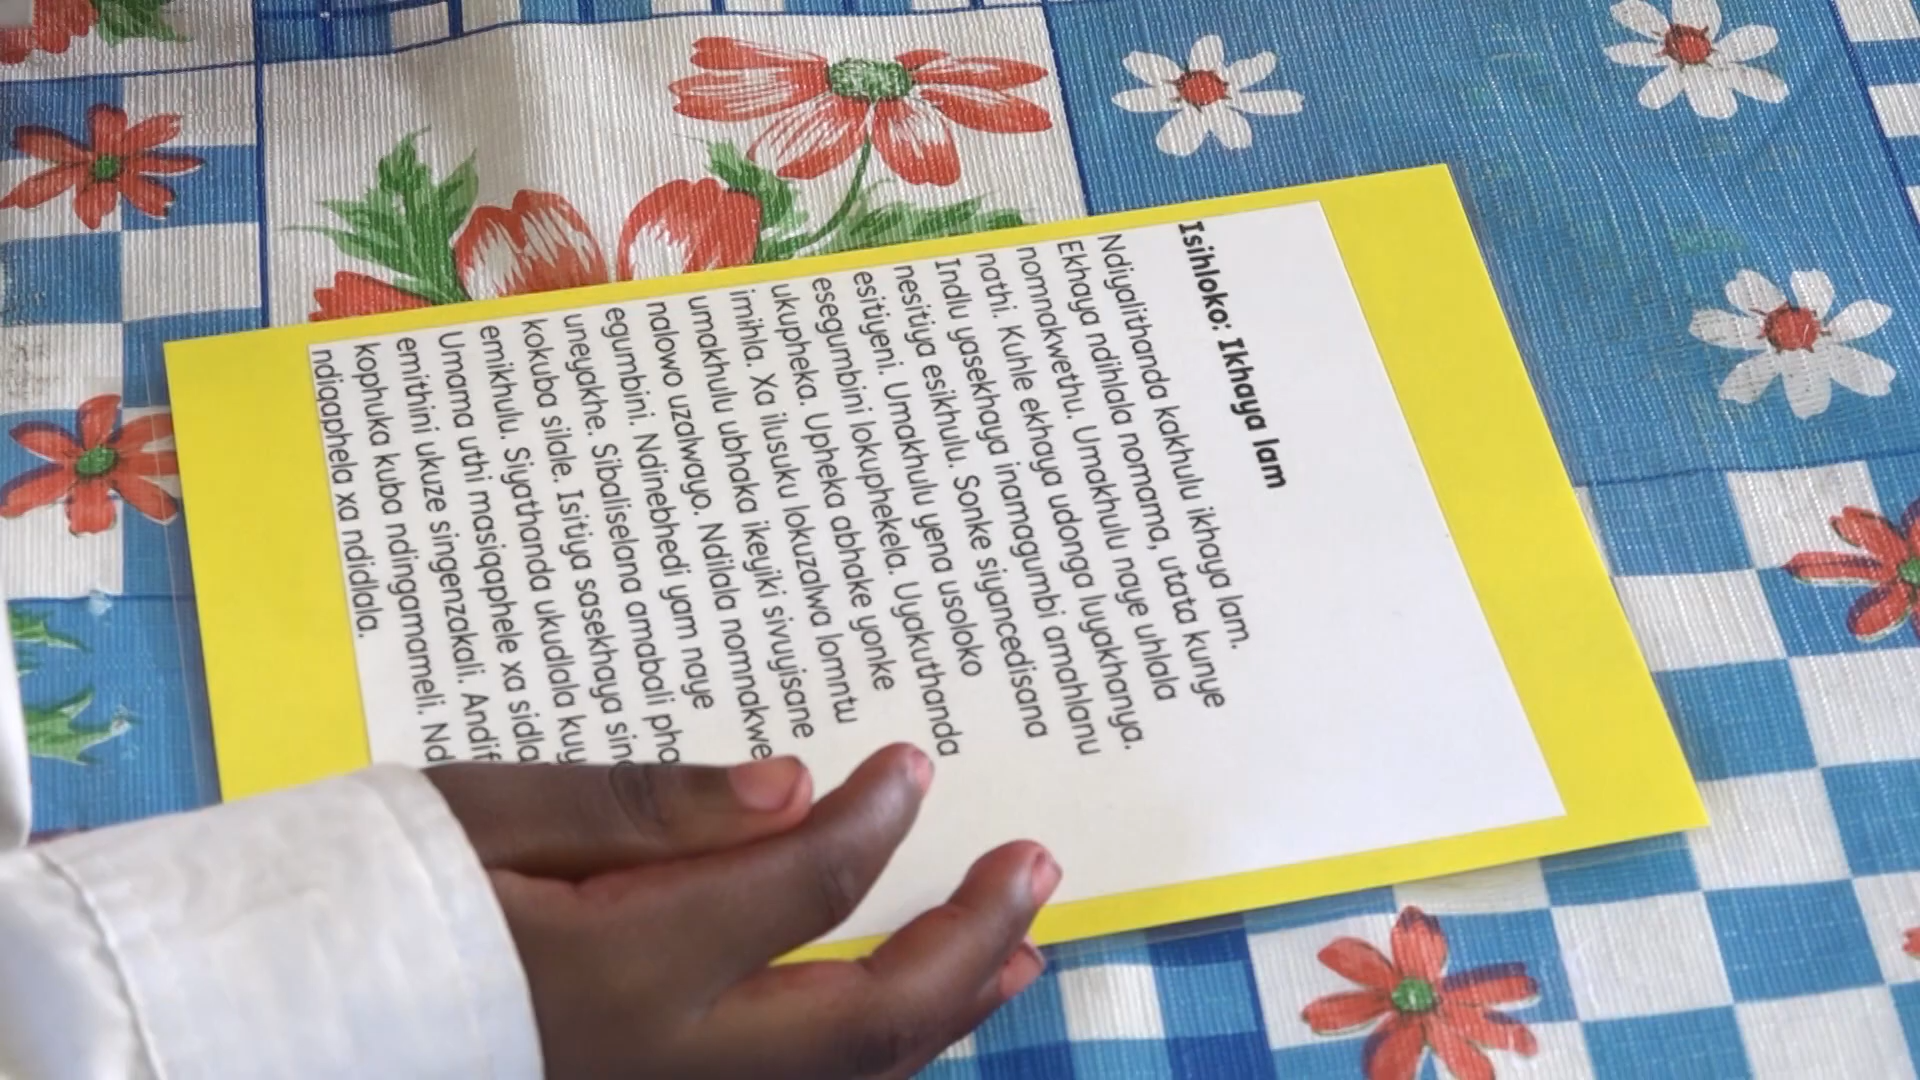 Isihloko: Ikhaya lam
Ndiyalithanda kakhulu ikhaya lam.
Ekhaya ndihlala nomama, utata kunye
nomnakwethu. Umakhulu naye uhlala
nathi. Kuhle ekhaya udonga luyakhanya.
Indlu yasekhaya inamagumbi amahlanu
nesitiya esikhulu. Sonke siyancedisana
esitiyeni. Umakhulu yena usoloko
esegumbini lokuphekela. Uyakuthanda
ukupheka. Upheka abhake yonke
imihla. Xa ilusuku lokuzalwa lomntu
umakhulu ubhaka ikeyiki sivuyisane
nalowo uzalwayo. Ndilala nomnakwe
egumbini. Ndinebhedi yam naye
uneyakhe. Sibaliselana amabali pha
kokuba silale. Isitiya sasekhaya
emikhulu. Siyathanda ukudlala kuy
Umama uthi masiqaphele xa sidla
emithini ukuze singenzakali. Andif
kophuka kuba ndingamameli. Nd
ndiqaphela xa ndidlala.